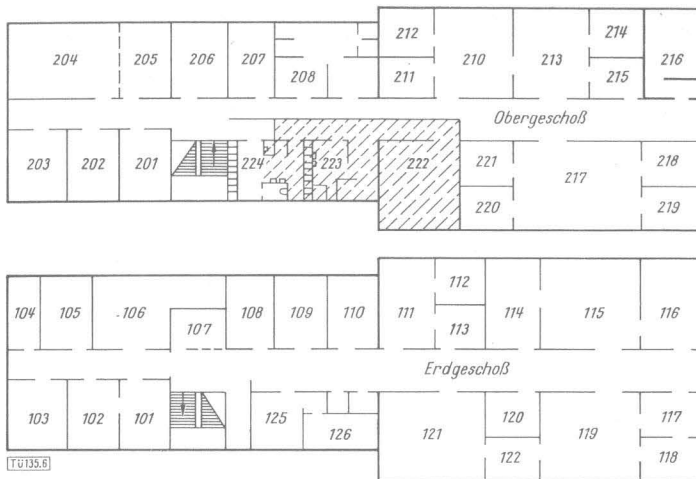 204 205 206 207 208 212 211 210 213 214 215 216
Obergeschoß
203 202 201 224 223 222 221 220 217 218 219
104 105 106 107 108 109 110 111 112 113 114 115 116
Erdgeschoß
103 102 101 125 126 121 120 122 119 117 118
TÜ135.6